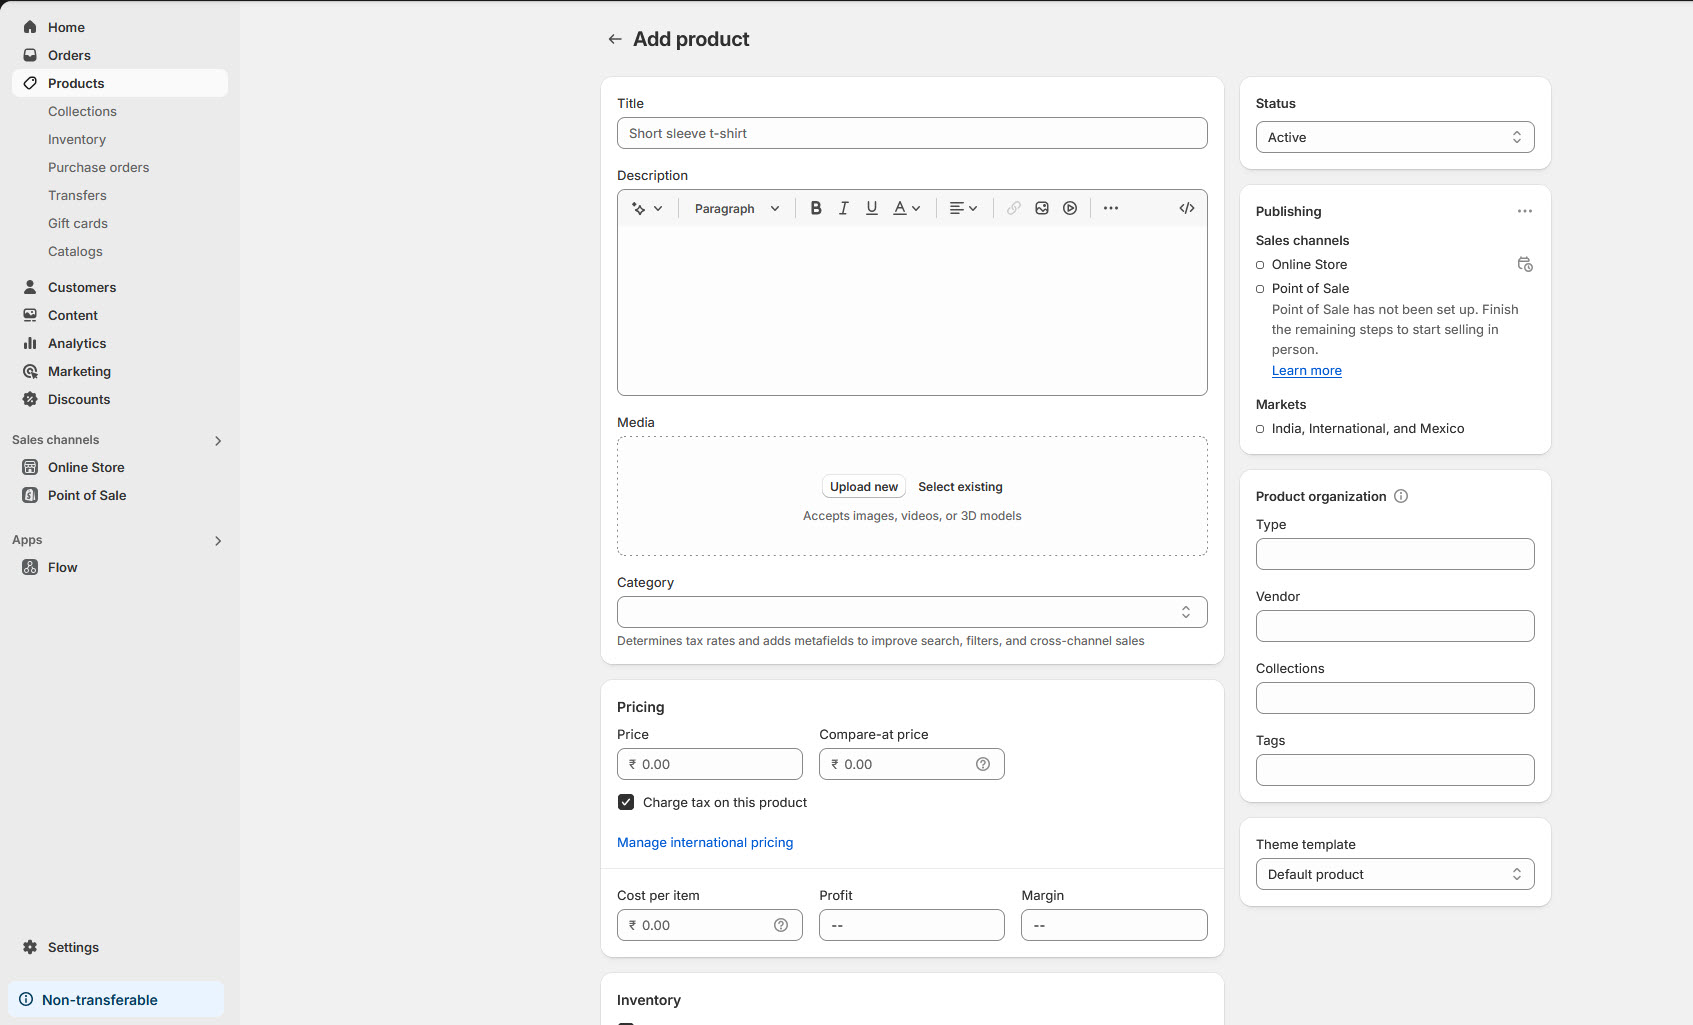 Home
Orders
Products
Collections
Inventory
Purchase orders
Transfers
Gift cards
Catalogs
Customers
Content
Analytics
Marketing
Discounts
Sales channels
Online Store
Point of Sale
Apps
Flow
Settings
Non-transferable
Add product
Title
Short sleeve t-shirt
Description
Paragraph
B I U A
Media
Upload new Select existing
Accepts images, videos, or 3D models
Category
Determines tax rates and adds metafields to improve search, filters, and cross-channel sales
Pricing
Price Compare-at price
₹ 0.00 ₹ 0.00
Charge tax on this product
Manage international pricing
Cost per item Profit Margin
₹ 0.00 -- --
Inventory
Status
Active
Publishing
Sales channels
Online Store
Point of Sale
Point of Sale has not been set up. Finish
the remaining steps to start selling in
person.
Learn more
Markets
India, International, and Mexico
Product organization
Type
Vendor
Collections
Tags
Theme template
Default product